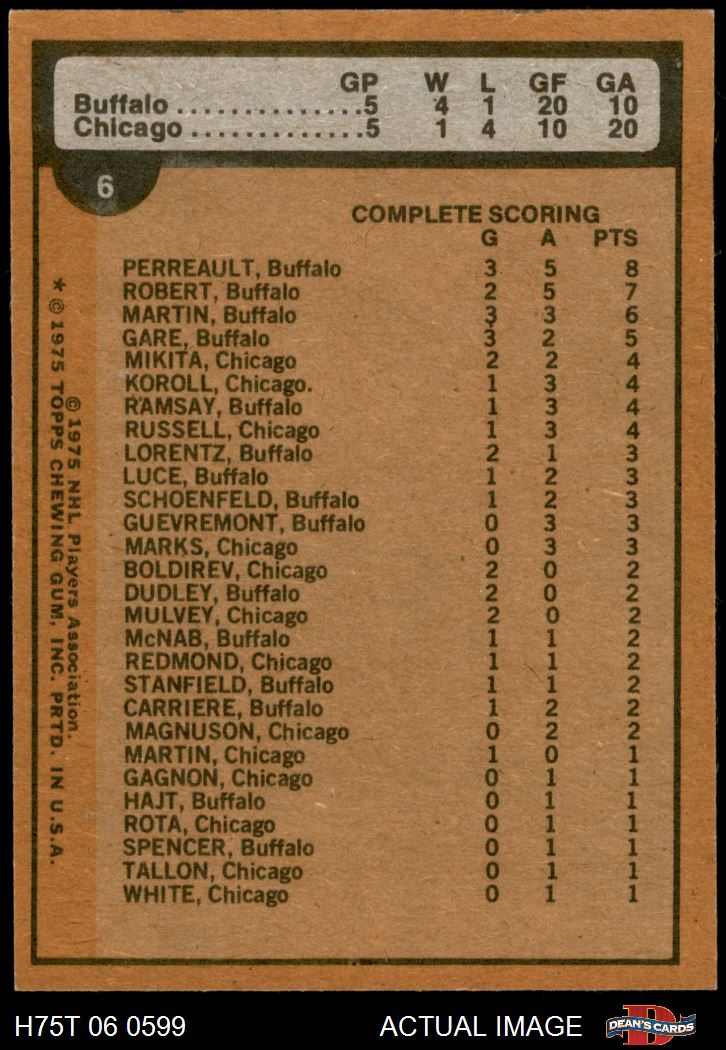 GP W L GF GA
Buffalo ..............5 4 1 20 10
Chicago .............5 1 4 10 20
6
COMPLETE SCORING
G A PTS
PERREAULT, Buffalo 3 5 8
ROBERT, Buffalo 2 5 7
MARTIN, Buffalo 3 3 6
GARE, Buffalo 3 2 5
MIKITA, Chicago 2 2 4
KOROLL, Chicago. 1 3 4
RAMSAY, Buffalo 1 3 4
RUSSELL, Chicago 1 3 4
LORENTZ, Buffalo 2 1 3
LUCE, Buffalo 1 2 3
SCHOENFELD, Buffalo 1 2 3
GUEVREMONT, Buffalo 0 3 3
MARKS, Chicago 0 3 3
BOLDIREV, Chicago 2 0 2
DUDLEY, Buffalo 2 0 2
MULVEY, Chicago 2 0 2
McNAB, Buffalo 1 1 2
REDMOND, Chicago 1 1 2
STANFIELD, Buffalo 1 1 2
CARRIERE, Buffalo 1 2 2
MAGNUSON, Chicago 0 2 2
MARTIN, Chicago 1 0 1
GAGNON, Chicago 0 1 1
HAJT, Buffalo 0 1 1
ROTA, Chicago 0 1 1
SPENCER, Buffalo 0 1 1
TALLON, Chicago 0 1 1
WHITE, Chicago 0 1 1
© 1975 NHL Players Association.
* © 1975 TOPPS CHEWING GUM, INC. PRTD. IN U.S.A.
H75T 06 0599 ACTUAL IMAGE
D
DEAN'S CARDS